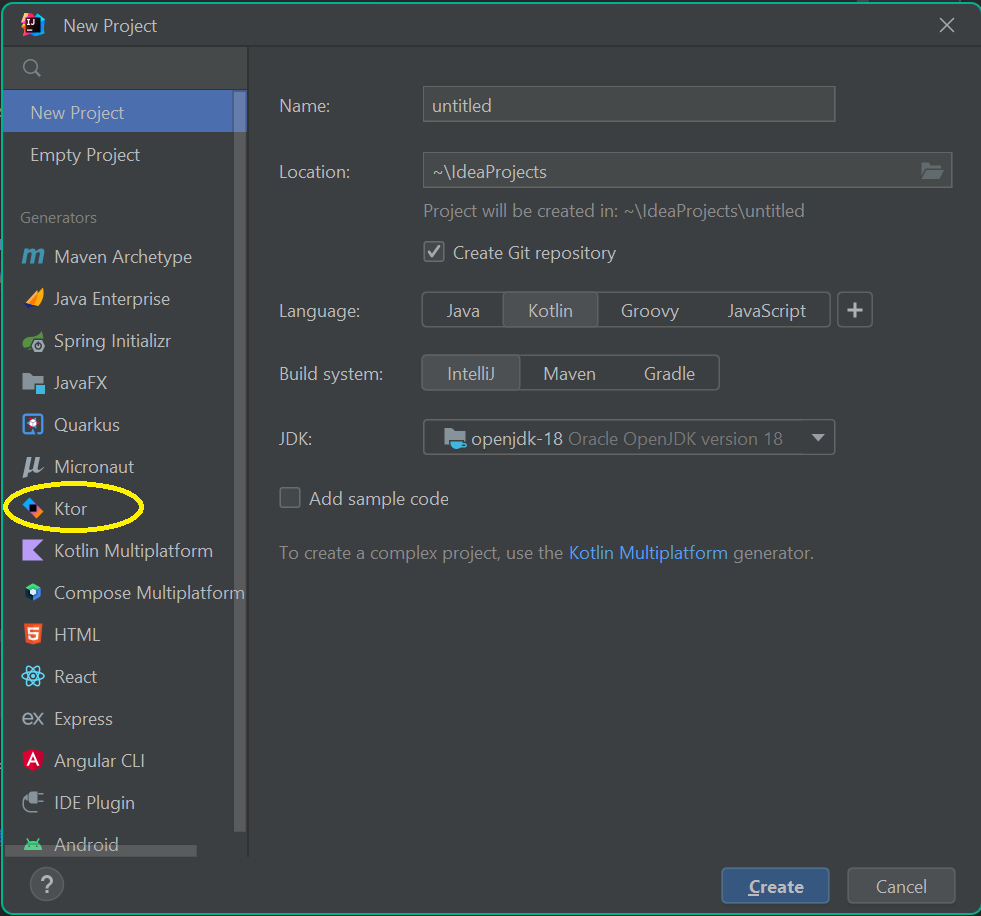 New Project
New Project
Empty Project
Generators
Maven Archetype
Java Enterprise
Spring Initializr
JavaFX
Quarkus
Micronaut
Ktor
Kotlin Multiplatform
Compose Multiplatform
HTML
React
ex Express
Angular CLI
IDE Plugin
Android
?
Name: untitled
Location: ~\IdeaProjects
Project will be created in: ~\IdeaProjects\untitled
Create Git repository
Language: Java Kotlin Groovy JavaScript +
Build system: IntelliJ Maven Gradle
JDK: openjdk-18 Oracle OpenJDK version 18
Add sample code
To create a complex project, use the Kotlin Multiplatform generator.
Create Cancel